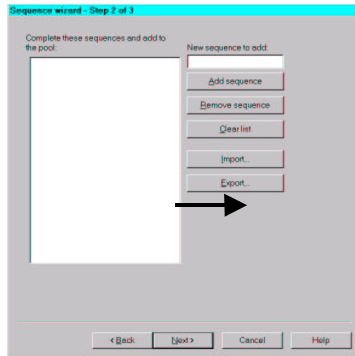 Sequence wizard - Step 2 of 3
Complete these sequences and add to
the pool:
New sequence to add:
Add sequence
Remove sequence
Clear list
Import...
Export...
< Back
Next >
Cancel
Help